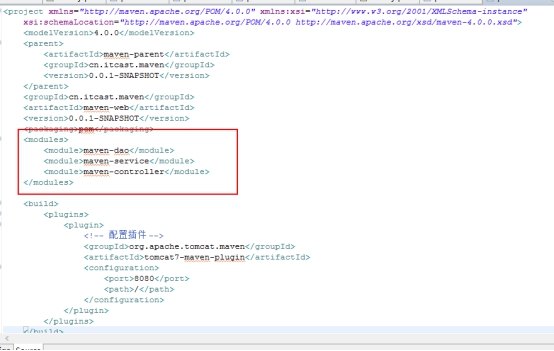 <project xmlns="http://maven.apache.org/POM/4.0.0" xmlns:xsi="http://www.w3.org/2001/XMLSchema-instance"
xsi:schemaLocation="http://maven.apache.org/POM/4.0.0 http://maven.apache.org/xsd/maven-4.0.0.xsd">
<modelVersion>4.0.0</modelVersion>
<parent>
<artifactId>maven-parent</artifactId>
<groupId>cn.itcast.maven</groupId>
<version>0.0.1-SNAPSHOT</version>
</parent>
<groupId>cn.itcast.maven</groupId>
<artifactId>maven-web</artifactId>
<version>0.0.1-SNAPSHOT</version>
<packaging>pom</packaging>
<modules>
<module>maven-dao</module>
<module>maven-service</module>
<module>maven-controller</module>
</modules>
<build>
<plugins>
<plugin>
<!-- 配置插件 -->
<groupId>org.apache.tomcat.maven</groupId>
<artifactId>tomcat7-maven-plugin</artifactId>
<configuration>
<port>8080</port>
<path>/</path>
</configuration>
</plugin>
</plugins>
</build>
Source